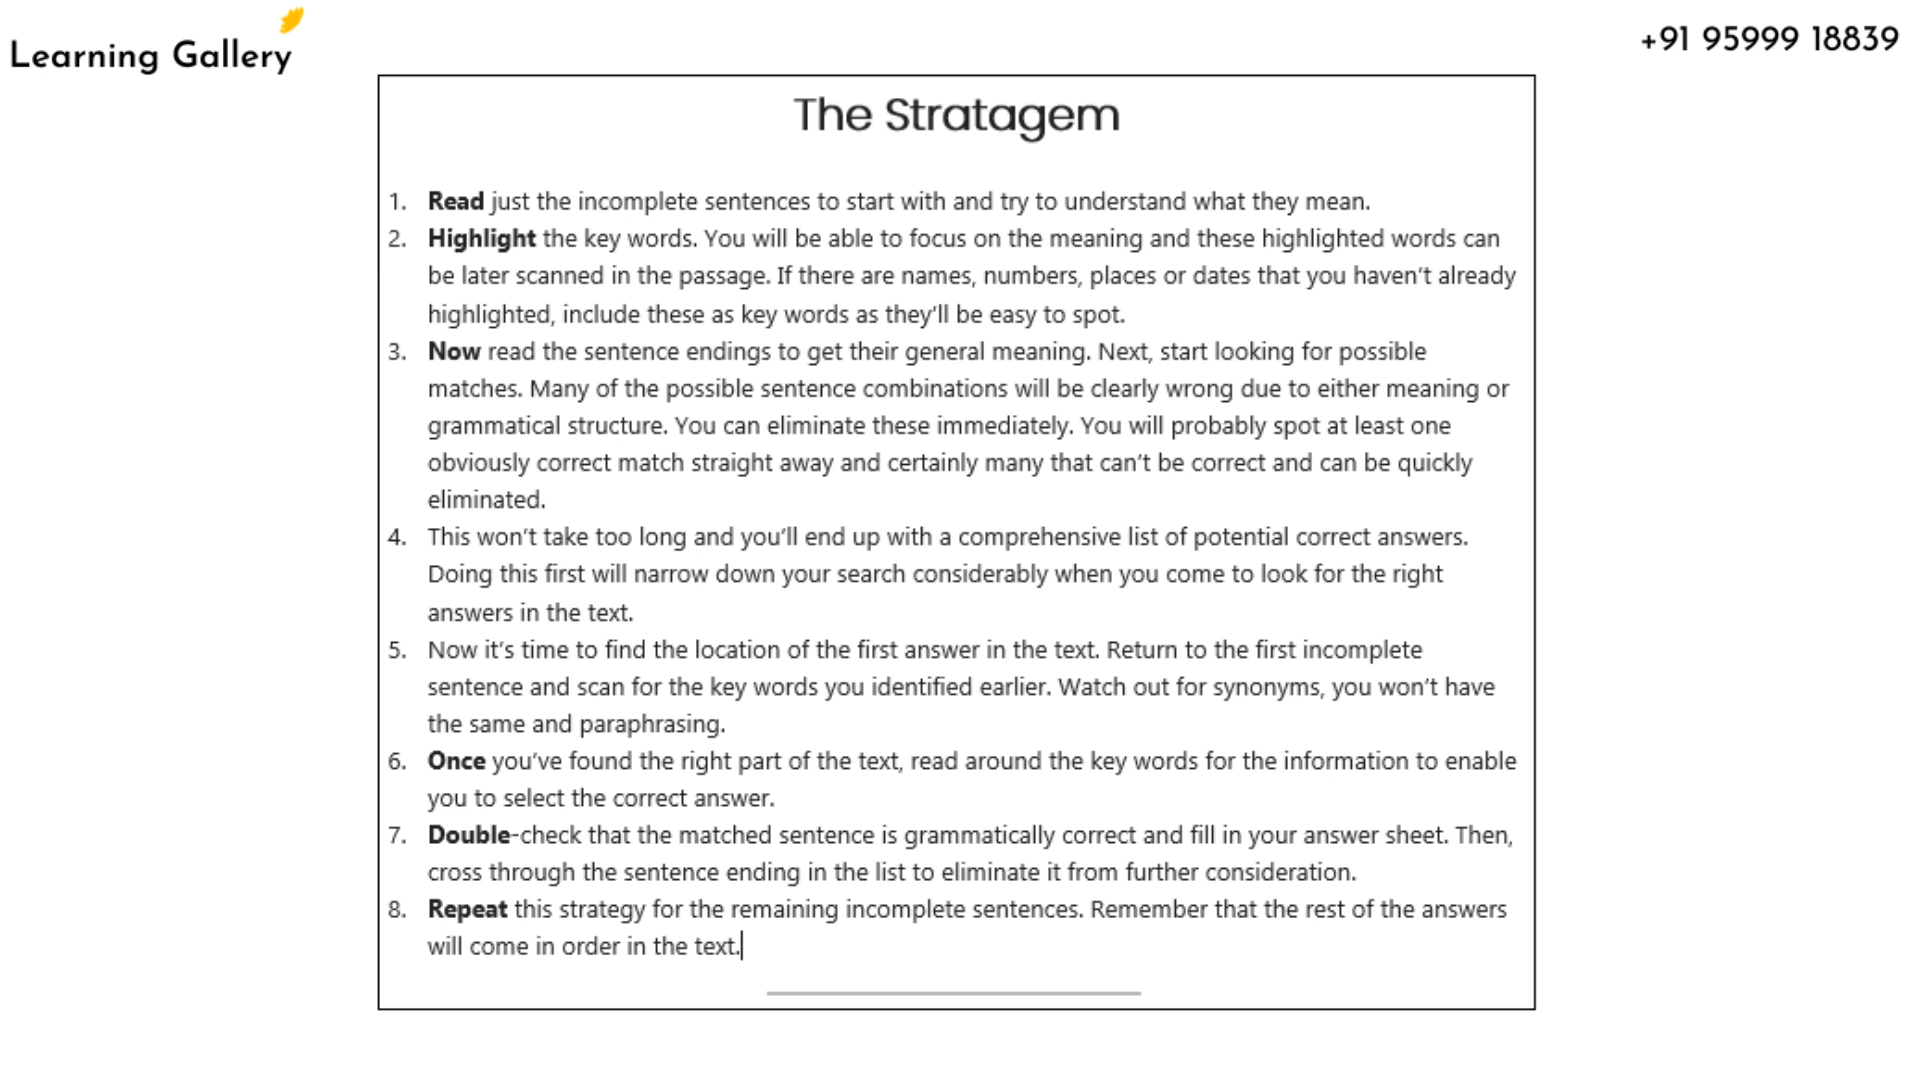 Learning Gallery
+91 95999 18839
The Stratagem
1. Read just the incomplete sentences to start with and try to understand what they mean.
2. Highlight the key words. You will be able to focus on the meaning and these highlighted words can
be later scanned in the passage. If there are names, numbers, places or dates that you haven't already
highlighted, include these as key words as they'll be easy to spot.
3. Now read the sentence endings to get their general meaning. Next, start looking for possible
matches. Many of the possible sentence combinations will be clearly wrong due to either meaning or
grammatical structure. You can eliminate these immediately. You will probably spot at least one
obviously correct match straight away and certainly many that can't be correct and can be quickly
eliminated.
4. This won't take too long and you'll end up with a comprehensive list of potential correct answers.
Doing this first will narrow down your search considerably when you come to look for the right
answers in the text.
5. Now it's time to find the location of the first answer in the text. Return to the first incomplete
sentence and scan for the key words you identified earlier. Watch out for synonyms, you won't have
the same and paraphrasing.
6. Once you've found the right part of the text, read around the key words for the information to enable
you to select the correct answer.
7. Double-check that the matched sentence is grammatically correct and fill in your answer sheet. Then,
cross through the sentence ending in the list to eliminate it from further consideration.
8. Repeat this strategy for the remaining incomplete sentences. Remember that the rest of the answers
will come in order in the text.